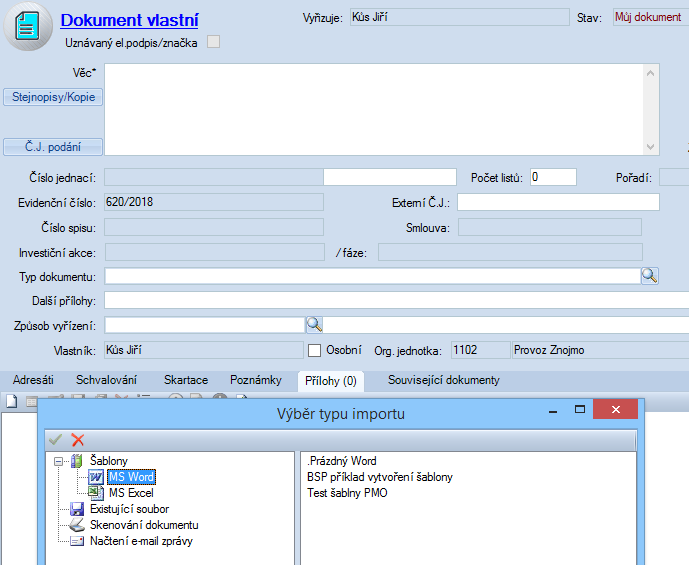 Dokument vlastní
Vyřizuje: Kůs Jiří Stav: Můj dokument
Uznávaný el.podpis/značka
Věc*
Stejnopisy/Kopie
Č.J. podání
Číslo jednací: Počet listů: 0 Pořadí:
Evidenční číslo: 620/2018 Externí Č.J.:
Číslo spisu: Smlouva:
Investiční akce: / fáze:
Typ dokumentu:
Další přílohy:
Způsob vyřízení:
Vlastník: Kůs Jiří Osobní Org. jednotka: 1102 Provoz Znojmo
Adresáti Schvalování Skartace Poznámky Přílohy (0) Související dokumenty
Výběr typu importu
Šablony
MS Word
MS Excel
Existující soubor
Skenování dokumentu
Načtení e-mail zprávy
.Prázdný Word
BSP příklad vytvoření šablony
Test šablny PMO